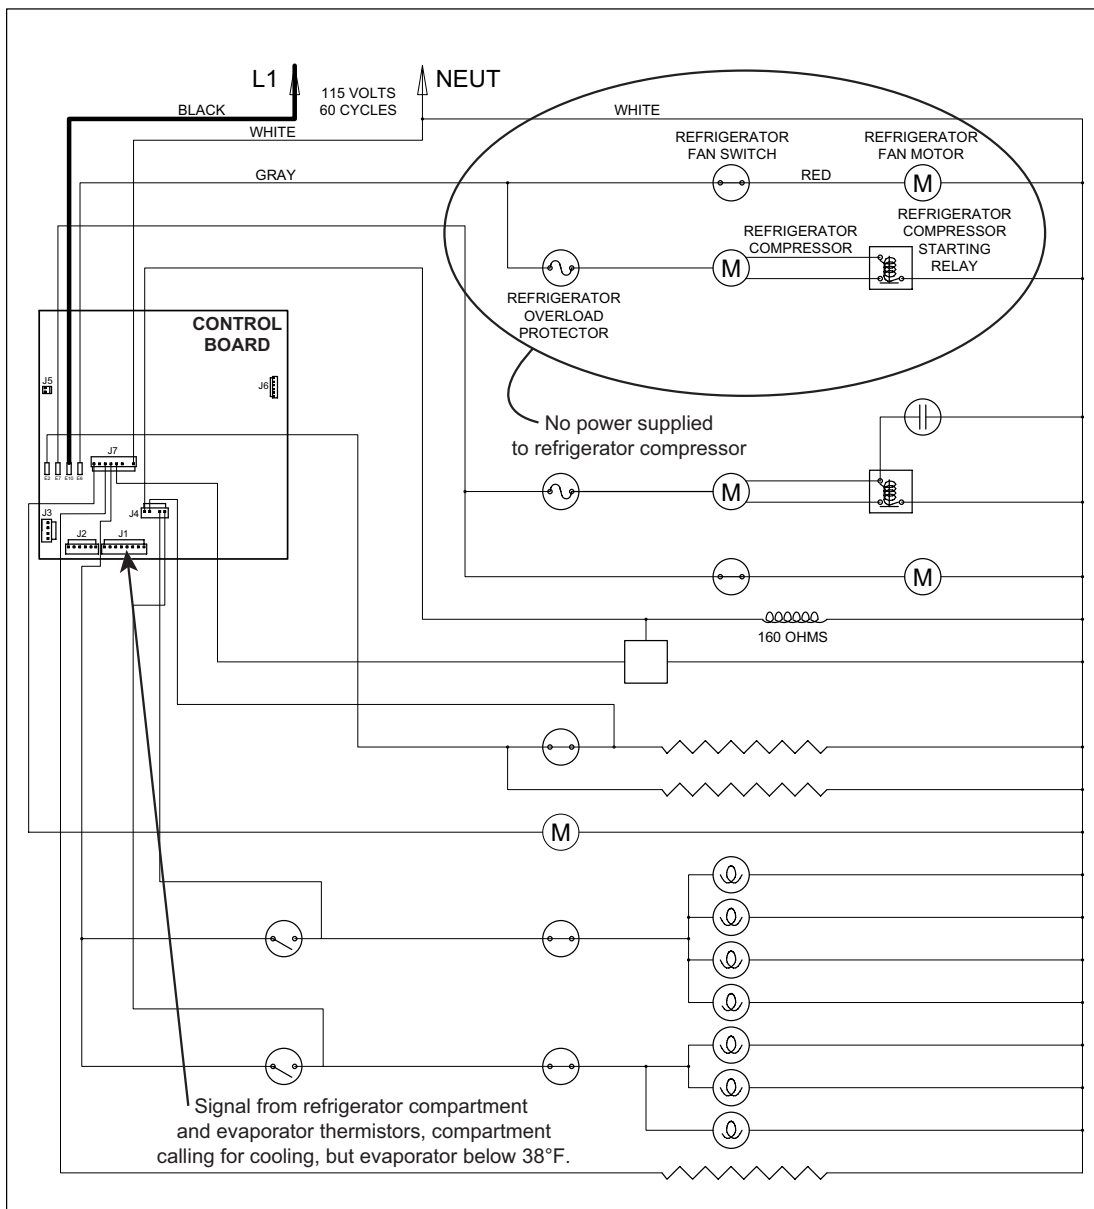 L1
NEUT
115 VOLTS
60 CYCLES
BLACK
WHITE
WHITE
GRAY
REFRIGERATOR
FAN SWITCH
RED
REFRIGERATOR
FAN MOTOR
M
REFRIGERATOR
OVERLOAD
PROTECTOR
M
REFRIGERATOR
COMPRESSOR
REFRIGERATOR
COMPRESSOR
STARTING
RELAY
No power supplied
to refrigerator compressor
CONTROL
BOARD
J5
J6
J7
E2
E7
E10
E6
J3
J4
J2
J1
M
M
160 OHMS
M
Signal from refrigerator compartment
and evaporator thermistors, compartment
calling for cooling, but evaporator below 38°F.